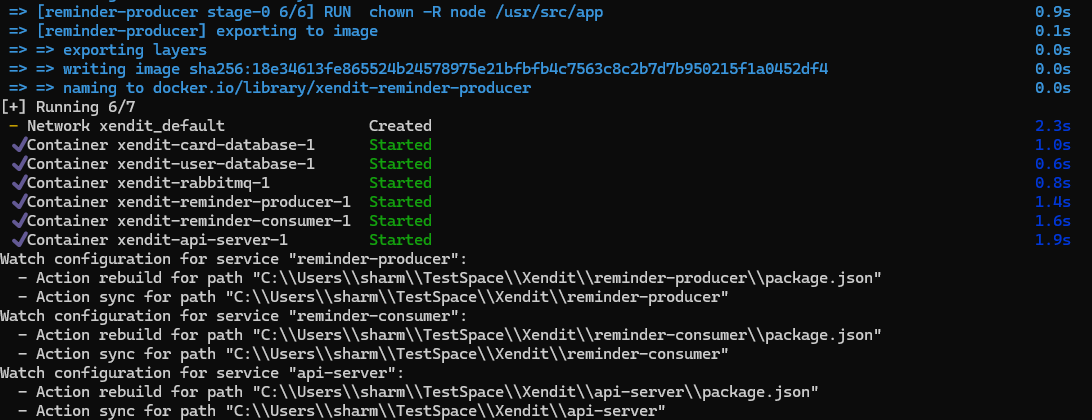 => [reminder-producer stage-0 6/6] RUN  chown -R node /usr/src/app 0.9s
=> [reminder-producer] exporting to image 0.1s
=> => exporting layers 0.0s
=> => writing image sha256:18e34613fe865524b24578975e21bfbfb4c7563c8c2b7d7b950215f1a0452df4 0.0s
=> => naming to docker.io/library/xendit-reminder-producer 0.0s
[+] Running 6/7
- Network xendit_default Created 2.3s
✔Container xendit-card-database-1 Started 1.0s
✔Container xendit-user-database-1 Started 0.6s
✔Container xendit-rabbitmq-1 Started 0.8s
✔Container xendit-reminder-producer-1 Started 1.4s
✔Container xendit-reminder-consumer-1 Started 1.6s
✔Container xendit-api-server-1 Started 1.9s
Watch configuration for service "reminder-producer":
- Action rebuild for path "C:\\Users\\sharm\\TestSpace\\Xendit\\reminder-producer\\package.json"
- Action sync for path "C:\\Users\\sharm\\TestSpace\\Xendit\\reminder-producer"
Watch configuration for service "reminder-consumer":
- Action rebuild for path "C:\\Users\\sharm\\TestSpace\\Xendit\\reminder-consumer\\package.json"
- Action sync for path "C:\\Users\\sharm\\TestSpace\\Xendit\\reminder-consumer"
Watch configuration for service "api-server":
- Action rebuild for path "C:\\Users\\sharm\\TestSpace\\Xendit\\api-server\\package.json"
- Action sync for path "C:\\Users\\sharm\\TestSpace\\Xendit\\api-server"